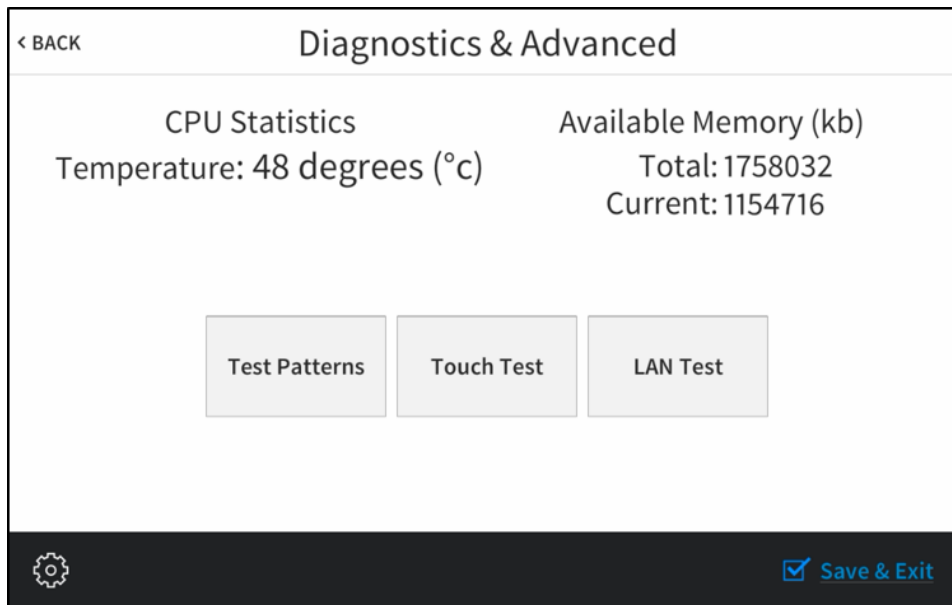 < BACK
Diagnostics & Advanced
CPU Statistics
Temperature: 48 degrees (°c)
Available Memory (kb)
Total: 1758032
Current: 1154716
Test Patterns
Touch Test
LAN Test
Save & Exit